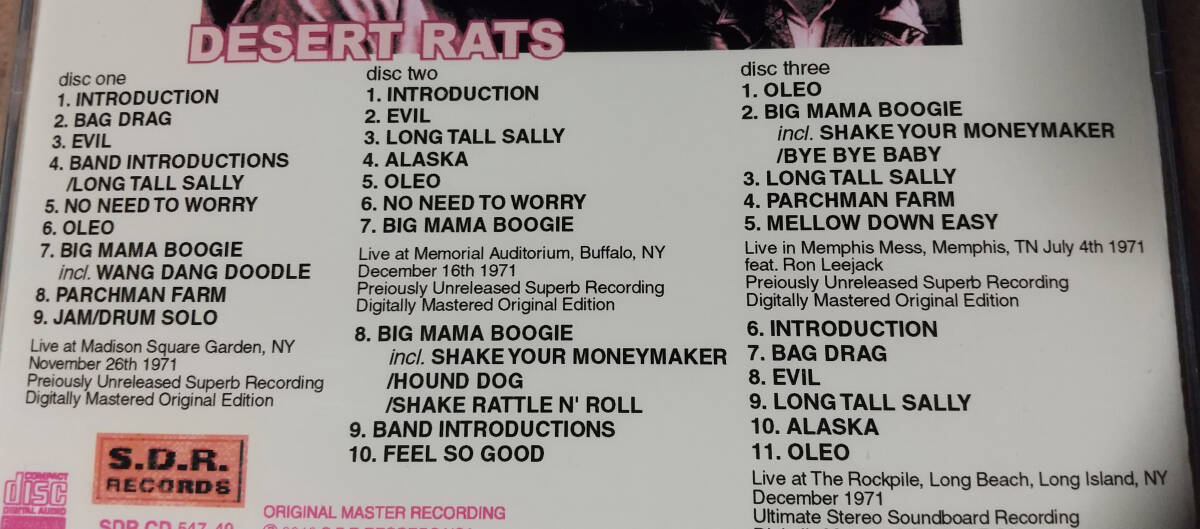 DESERT RATS
disc one
1. INTRODUCTION
2. BAG DRAG
3. EVIL
4. BAND INTRODUCTIONS
/LONG TALL SALLY
5. NO NEED TO WORRY
6. OLEO
7. BIG MAMA BOOGIE
incl. WANG DANG DOODLE
8. PARCHMAN FARM
9. JAM/DRUM SOLO
Live at Madison Square Garden, NY
November 26th 1971
Preiously Unreleased Superb Recording
Digitally Mastered Original Edition
disc two
1. INTRODUCTION
2. EVIL
3. LONG TALL SALLY
4. ALASKA
5. OLEO
6. NO NEED TO WORRY
7. BIG MAMA BOOGIE
Live at Memorial Auditorium, Buffalo, NY
December 16th 1971
Preiously Unreleased Superb Recording
Digitally Mastered Original Edition
8. BIG MAMA BOOGIE
incl. SHAKE YOUR MONEYMAKER
/HOUND DOG
/SHAKE RATTLE N' ROLL
9. BAND INTRODUCTIONS
10. FEEL SO GOOD
disc three
1. OLEO
2. BIG MAMA BOOGIE
incl. SHAKE YOUR MONEYMAKER
/BYE BYE BABY
3. LONG TALL SALLY
4. PARCHMAN FARM
5. MELLOW DOWN EASY
Live in Memphis Mess, Memphis, TN July 4th 1971
feat. Ron Leejack
Preiously Unreleased Superb Recording
Digitally Mastered Original Edition
6. INTRODUCTION
7. BAG DRAG
8. EVIL
9. LONG TALL SALLY
10. ALASKA
11. OLEO
Live at The Rockpile, Long Beach, Long Island, NY
December 1971
Ultimate Stereo Soundboard Recording
COMPACT
disc
DIGITAL AUDIO
S.D.R.
RECORDS
SDR CD 547-49
ORIGINAL MASTER RECORDING